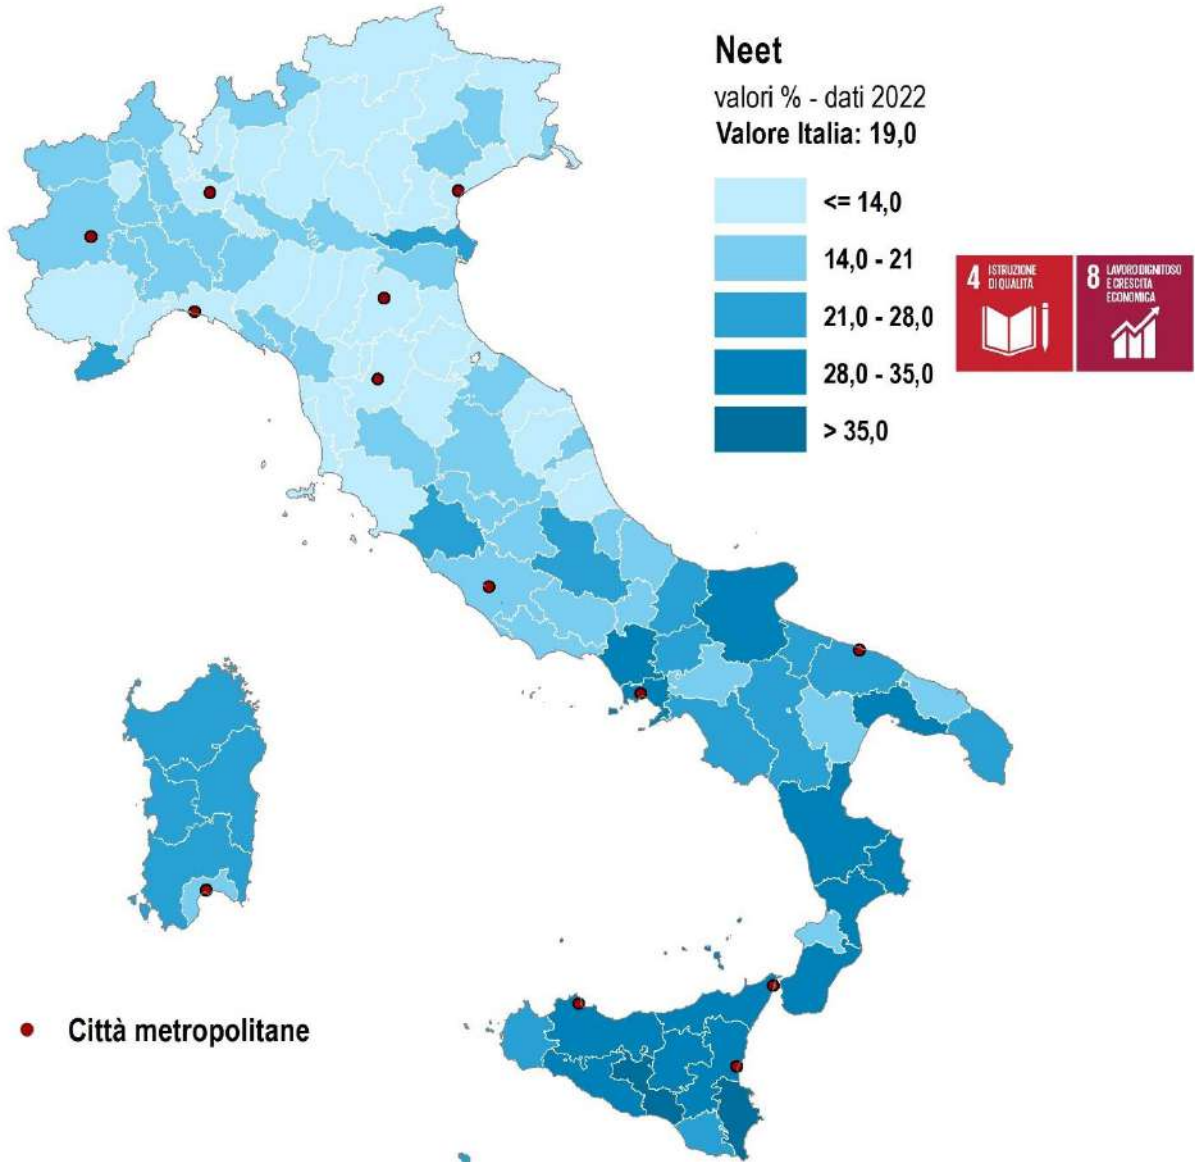 Neet
valori % - dati 2022
Valore Italia: 19,0
<= 14,0
14,0 - 21
21,0 - 28,0
28,0 - 35,0
> 35,0
4 ISTRUZIONE
DI QUALITÀ
8 LAVORO DIGNITOSO
E CRESCITA
ECONOMICA
Città metropolitane